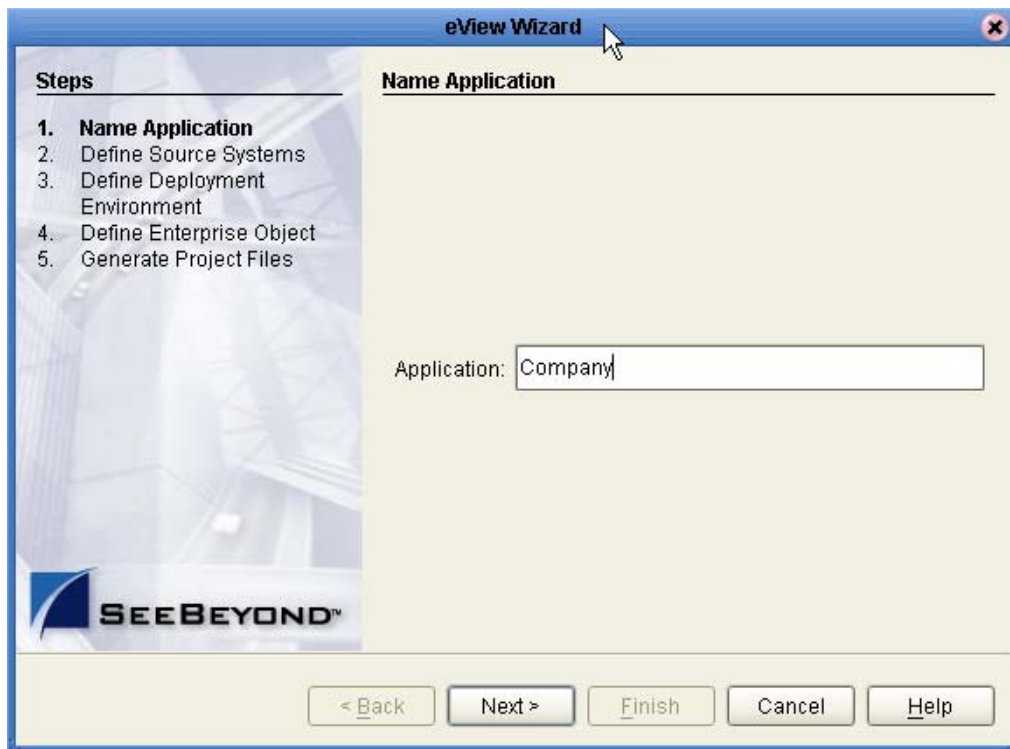 eView Wizard
Steps
1. Name Application
2. Define Source Systems
3. Define Deployment
Environment
4. Define Enterprise Object
5. Generate Project Files
SEEBEYOND™
Name Application
Application: Company
< Back Next > Finish Cancel Help